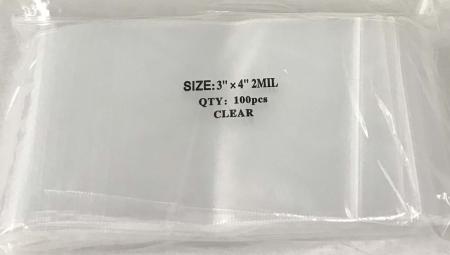 SIZE: 3" × 4" 2MIL
QTY: 100pcs
CLEAR